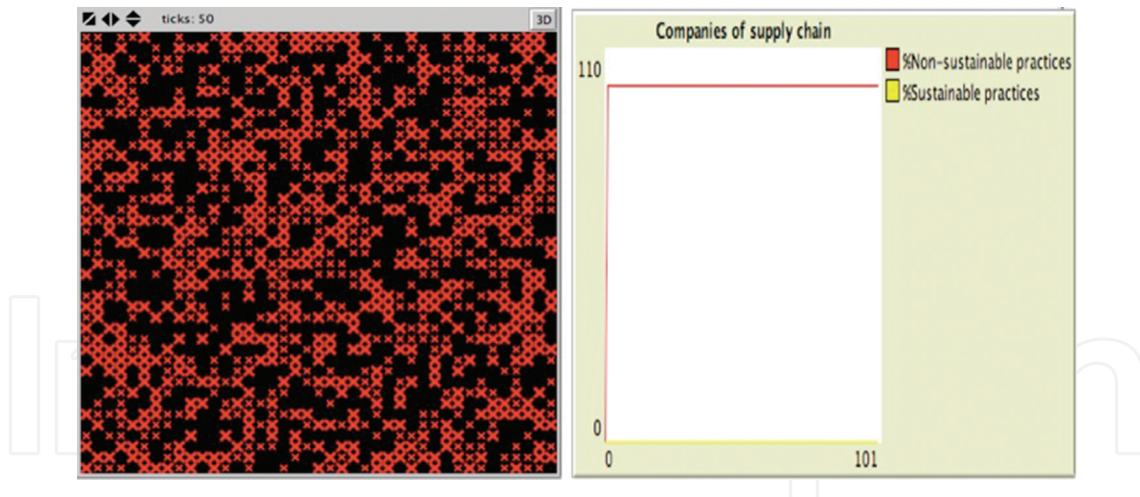 ticks: 50
3D
Companies of supply chain
110
0
0
101
%Non-sustainable practices
%Sustainable practices